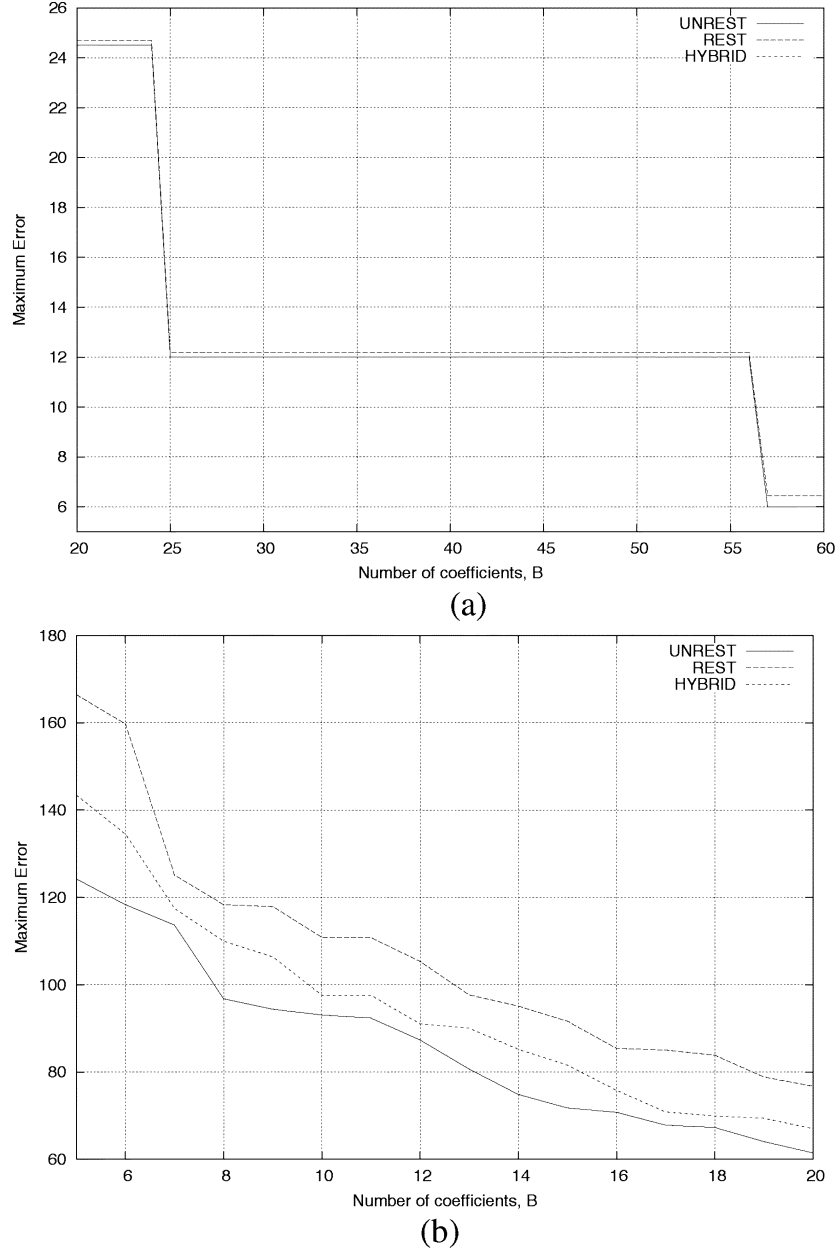 26
24
22
20
18
16
14
12
10
8
6
Maximum Error
UNREST
REST
HYBRID
20 25 30 35 40 45 50 55 60
Number of coefficients, B
(a)
180
160
140
120
100
80
60
Maximum Error
UNREST
REST
HYBRID
6 8 10 12 14 16 18 20
Number of coefficients, B
(b)